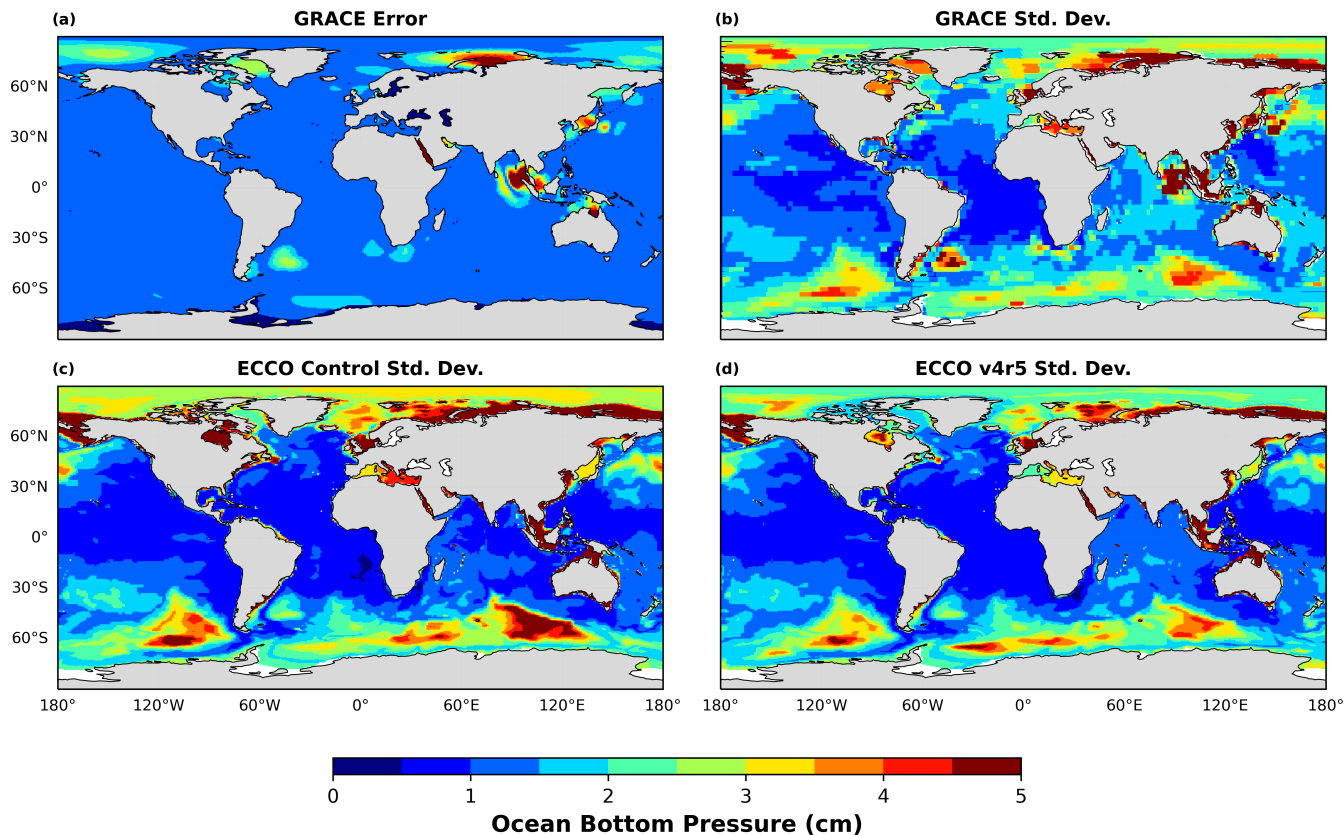 (a) GRACE Error
(b) GRACE Std. Dev.
60°N
30°N
0°
30°S
60°S
(c) ECCO Control Std. Dev.
(d) ECCO v4r5 Std. Dev.
60°N
30°N
0°
30°S
60°S
180° 120°W 60°W 0° 60°E 120°E 180°
180° 120°W 60°W 0° 60°E 120°E 180°
0 1 2 3 4 5
Ocean Bottom Pressure (cm)